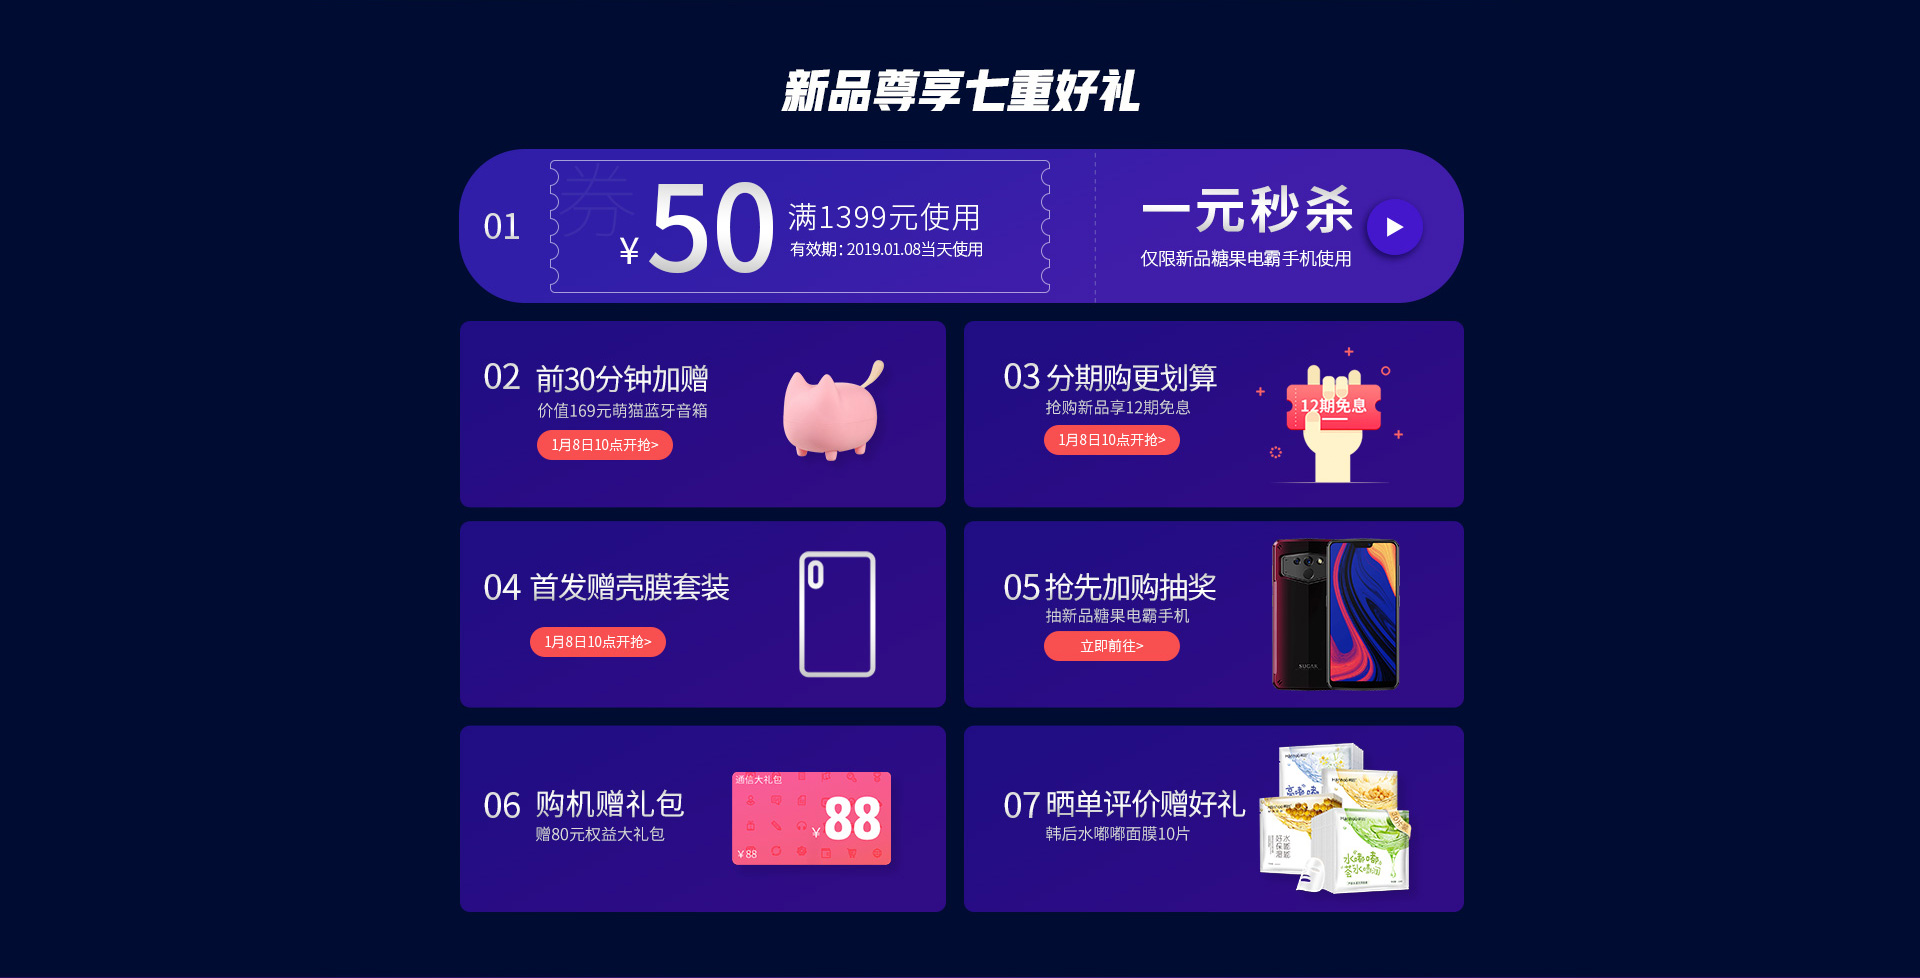 新品尊享七重好礼
01
券
¥50
满1399元使用
有效期：2019.01.08当天使用
一元秒杀
仅限新品糖果电霸手机使用
02 前30分钟加赠
价值169元萌猫蓝牙音箱
1月8日10点开抢>
03 分期购更划算
抢购新品享12期免息
1月8日10点开抢>
12期免息
04 首发赠壳膜套装
1月8日10点开抢>
05 抢先加购抽奖
抽新品糖果电霸手机
立即前往>
SUGAR
06 购机赠礼包
赠80元权益大礼包
通信大礼包
¥88
¥88
07 晒单评价赠好礼
韩后水嘟嘟面膜10片